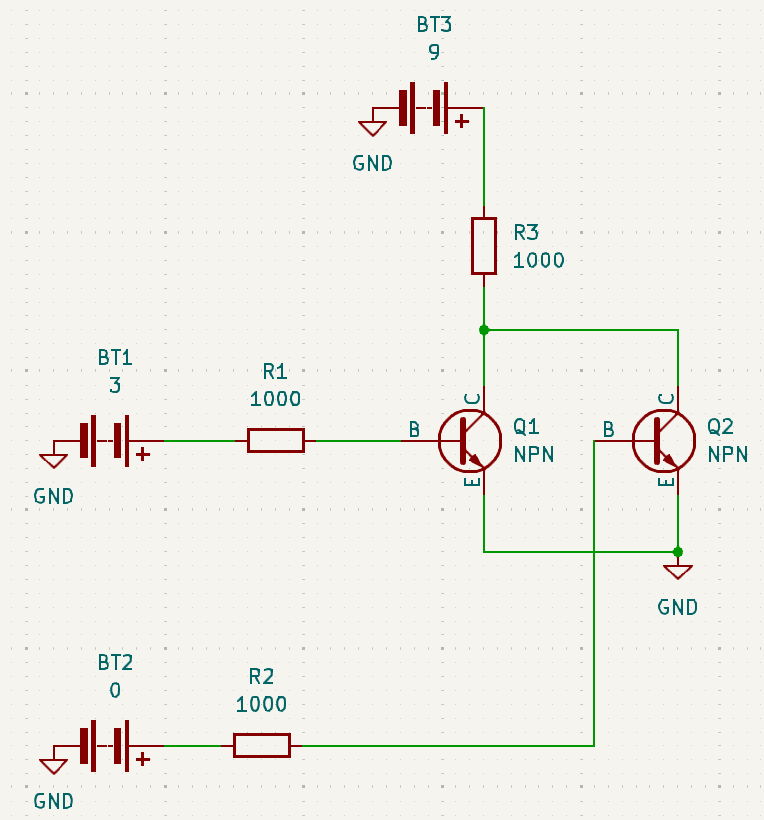 BT3
9
+
GND
R3
1000
BT1
3
+
GND
R1
1000
B
C
E
Q1
NPN
B
C
E
Q2
NPN
GND
BT2
0
+
GND
R2
1000